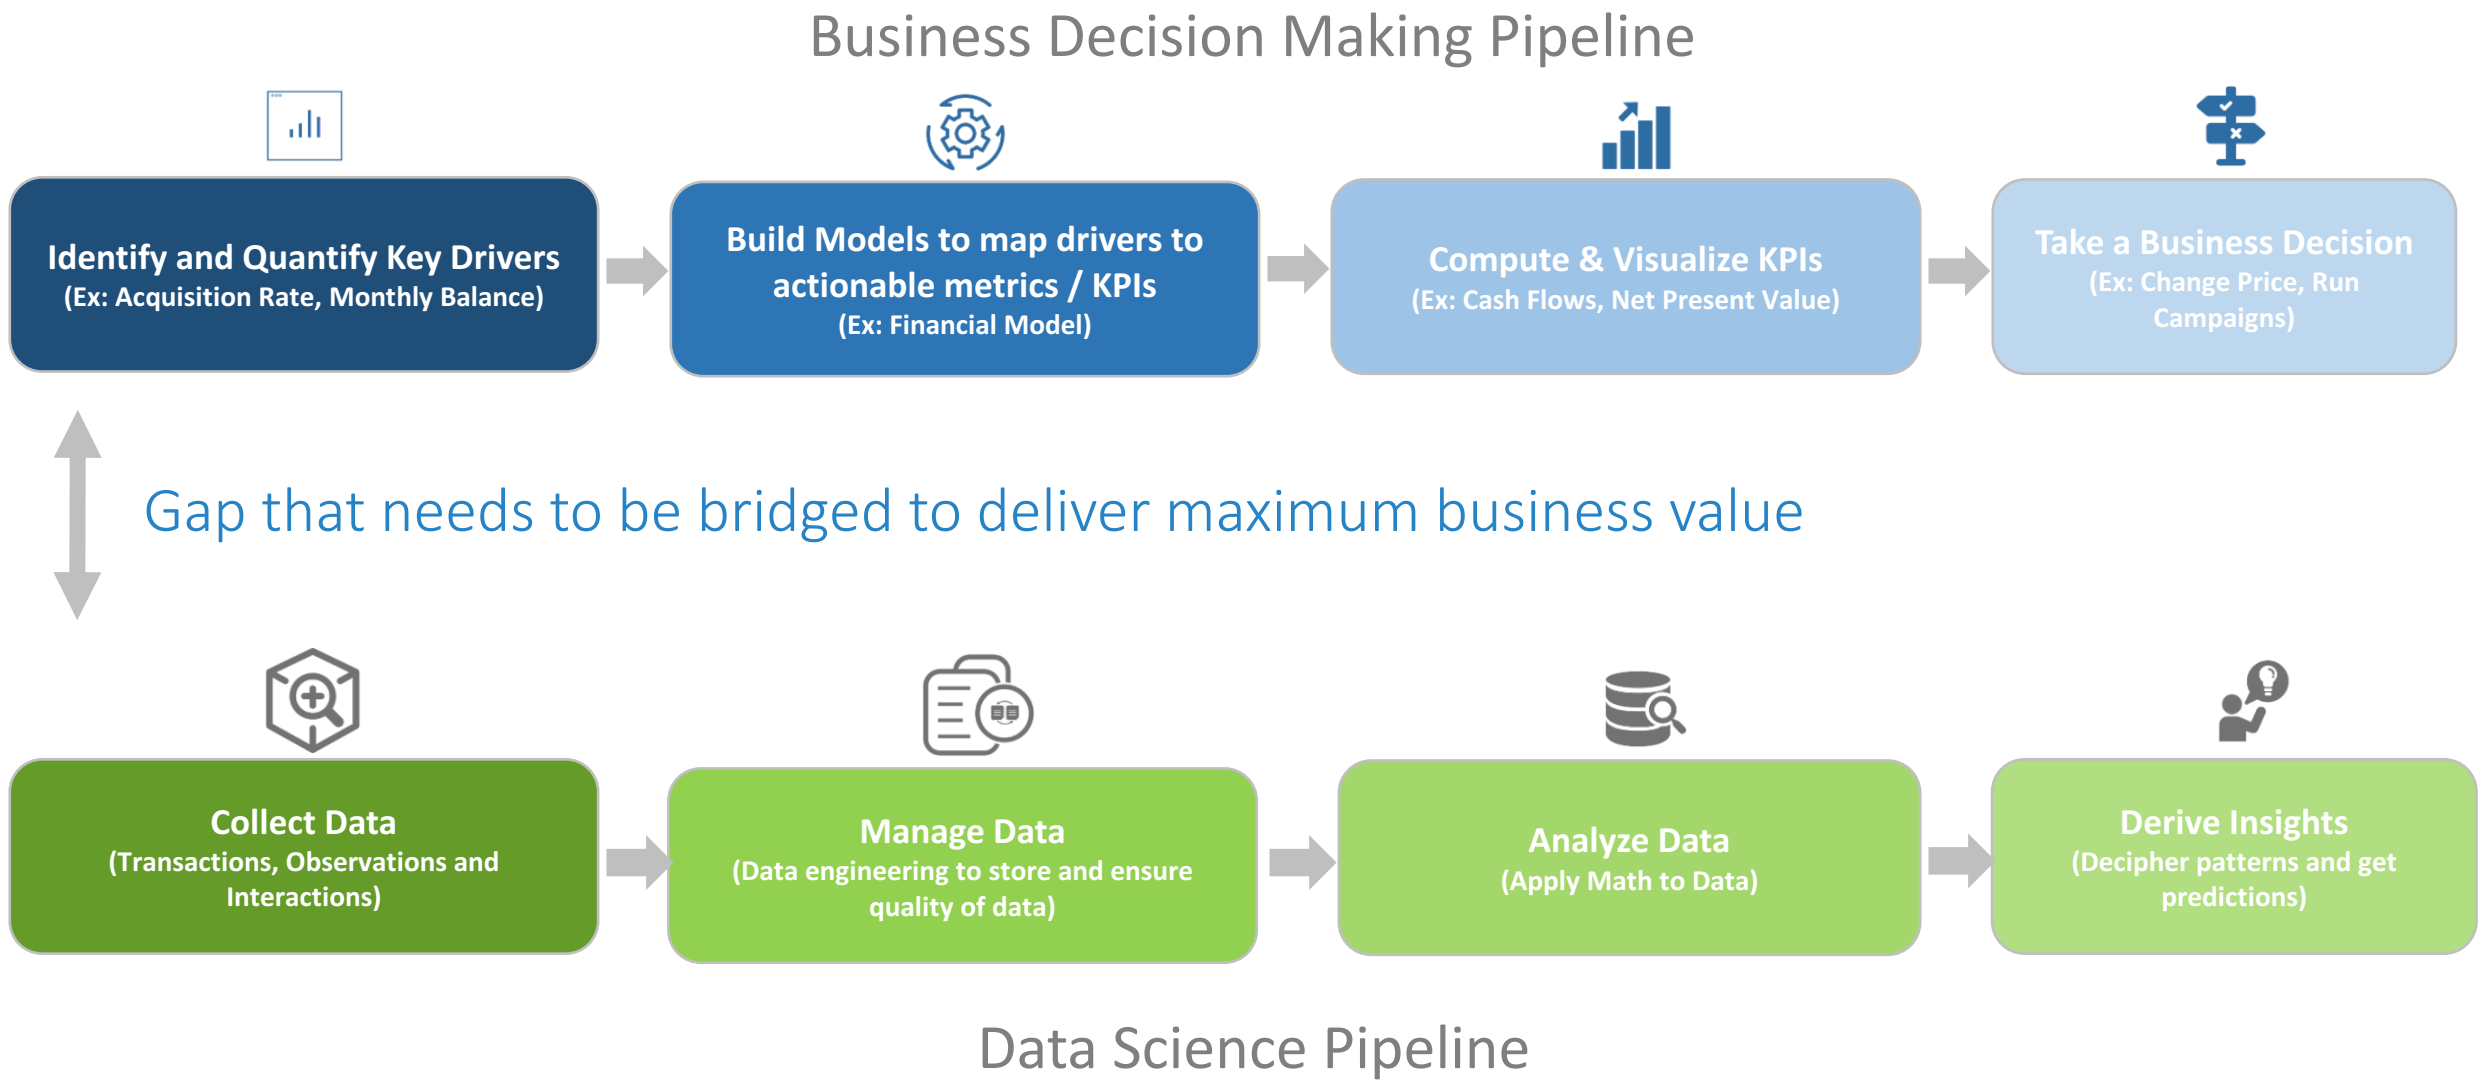 Business Decision Making Pipeline
Identify and Quantify Key Drivers
(Ex: Acquisition Rate, Monthly Balance)
Build Models to map drivers to
actionable metrics / KPIs
(Ex: Financial Model)
Compute & Visualize KPIs
(Ex: Cash Flows, Net Present Value)
Take a Business Decision
(Ex: Change Price, Run
Campaigns)
Gap that needs to be bridged to deliver maximum business value
Collect Data
(Transactions, Observations and
Interactions)
Manage Data
(Data engineering to store and ensure
quality of data)
Analyze Data
(Apply Math to Data)
Derive Insights
(Decipher patterns and get
predictions)
Data Science Pipeline